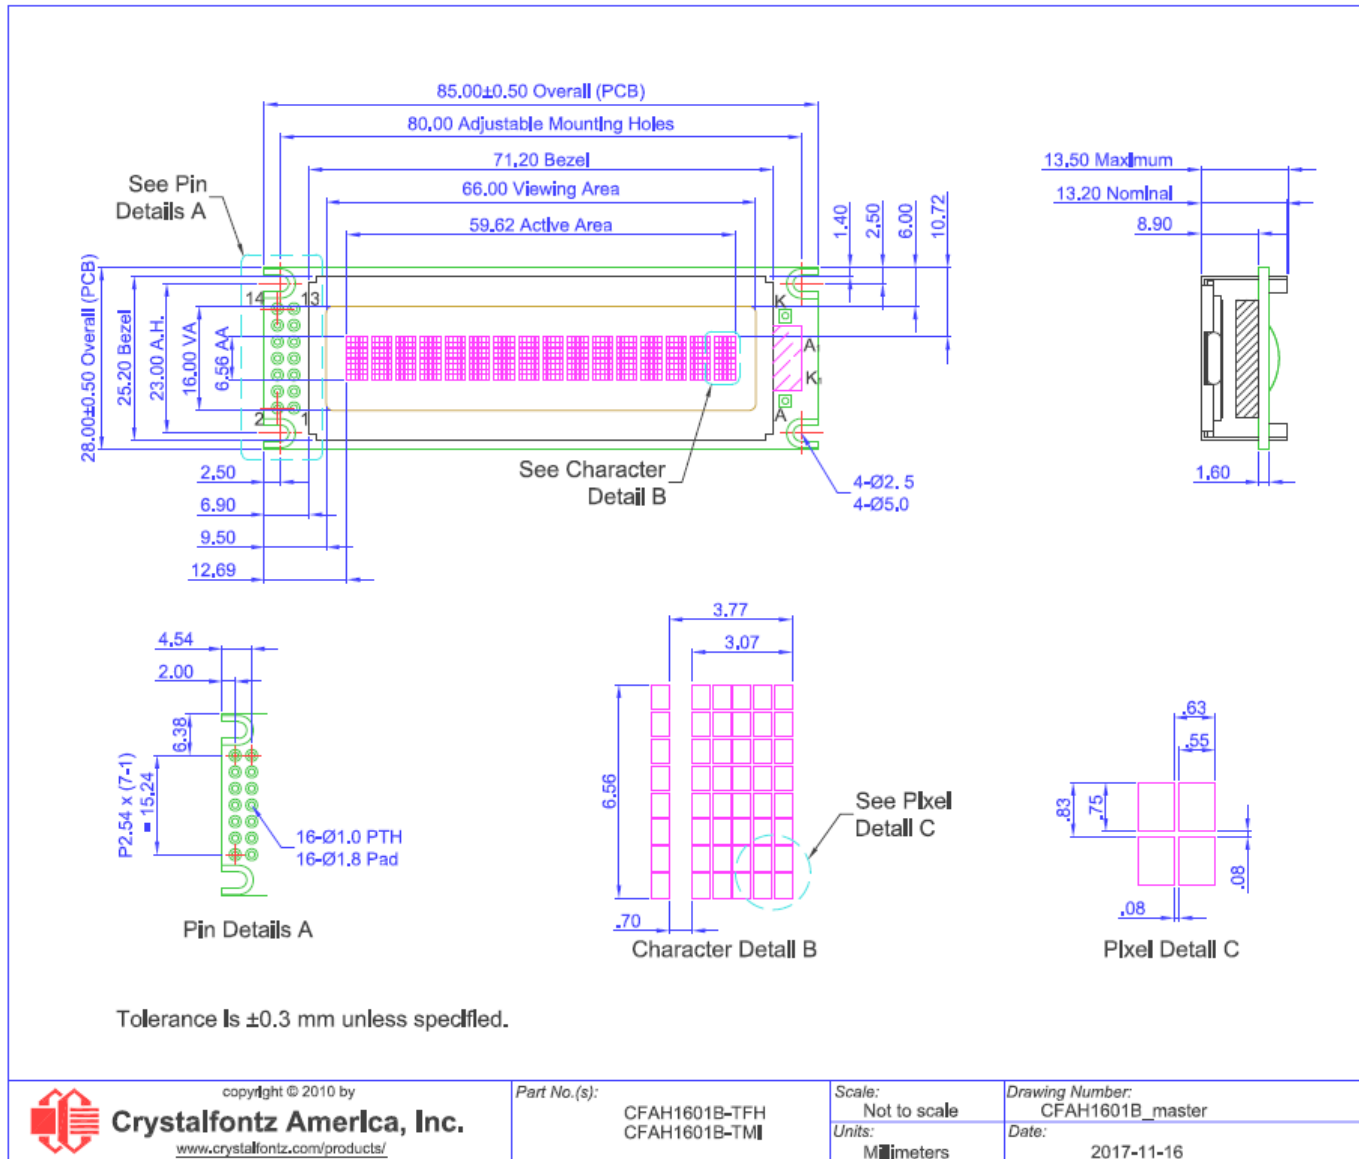 85.00±0.50 Overall (PCB)
80.00 Adjustable Mounting Holes
71.20 Bezel
66.00 Viewing Area
59.62 Active Area
See Pin
Details A
1.40
2.50
6.00
10.72
13.50 Maximum
13.20 Nominal
8.90
1.60
28.00±0.50 Overall (PCB)
25.20 Bezel
23.00 A.H.
16.00 VA
6.56 AA
14
13
2
1
K
A
K
A
See Character
Detail B
4-Ø2.5
4-Ø5.0
2.50
6.90
9.50
12.69
4.54
2.00
6.38
P2.54 x (7-1)
= 15.24
16-Ø1.0 PTH
16-Ø1.8 Pad
Pin Details A
3.77
3.07
6.56
.70
See Pixel
Detail C
Character Detail B
.63
.55
.83
.75
.08
.08
Pixel Detail C
Tolerance is ±0.3 mm unless specified.
copyright © 2010 by
Crystalfontz America, Inc.
www.crystalfontz.com/products/
Part No.(s):
CFAH1601B-TFH
CFAH1601B-TMI
Scale:
Not to scale
Units:
Millimeters
Drawing Number:
CFAH1601B_master
Date:
2017-11-16